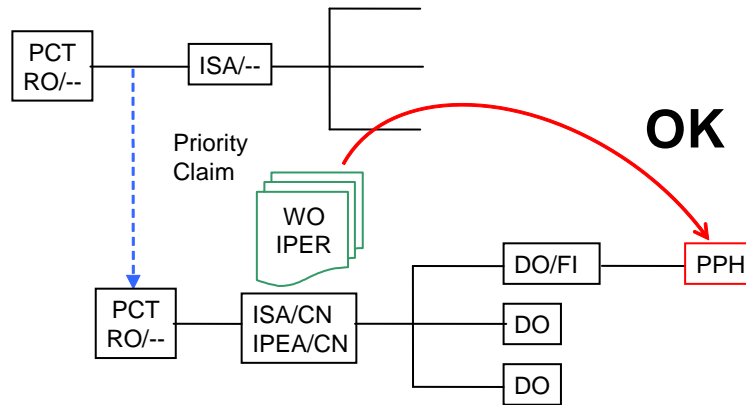 PCT
RO/--
ISA/--
OK
Priority
Claim
WO
IPER
DO/FI
PPH
PCT
RO/--
ISA/CN
IPEA/CN
DO
DO